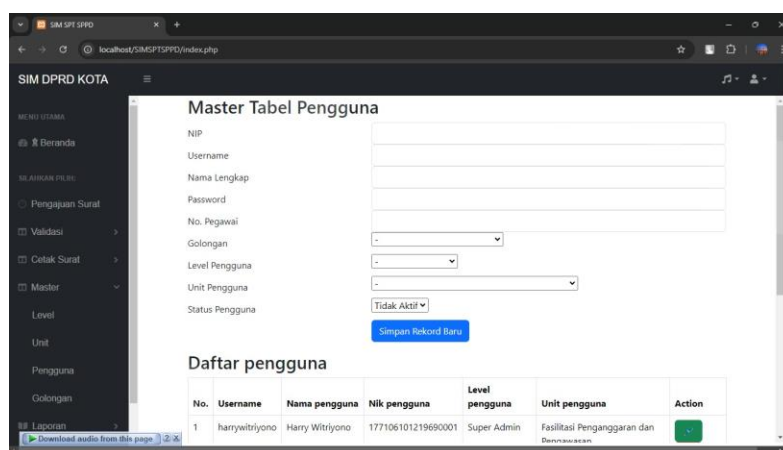 SIM SPT SPPD
localhost/SIMSPTSPPD/index.php
SIM DPRD KOTA
MENU UTAMA
Beranda
SILAHKAN PILIH:
Pengajuan Surat
Validasi
Cetak Surat
Master
Level
Unit
Pengguna
Golongan
Laporan
Download audio from this page
Master Tabel Pengguna
NIP
Username
Nama Lengkap
Password
No. Pegawai
Golongan -
Level Pengguna -
Unit Pengguna -
Status Pengguna Tidak Aktif
Simpan Rekord Baru
Daftar pengguna
No. Username Nama pengguna Nik pengguna Level pengguna Unit pengguna Action
1 harrywitriyono Harry Witriyono 177106101219690001 Super Admin Fasilitasi Penganggaran dan
Pengawasan